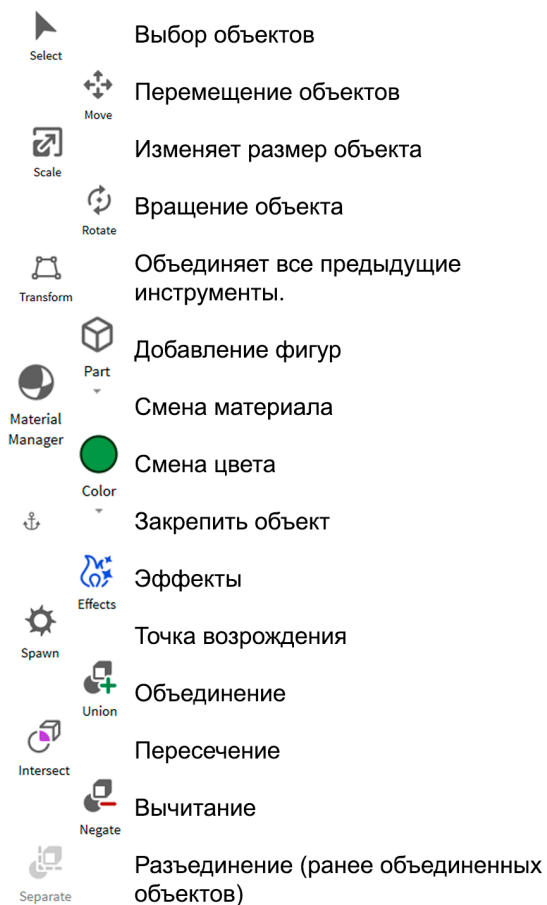 Select
Выбор объектов
Move
Перемещение объектов
Scale
Изменяет размер объекта
Rotate
Вращение объекта
Transform
Объединяет все предыдущие
инструменты.
Part
Добавление фигур
Material
Manager
Смена материала
Color
Смена цвета
Закрепить объект
Effects
Эффекты
Spawn
Точка возрождения
Union
Объединение
Intersect
Пересечение
Negate
Вычитание
Separate
Разъединение (ранее объединенных
объектов)